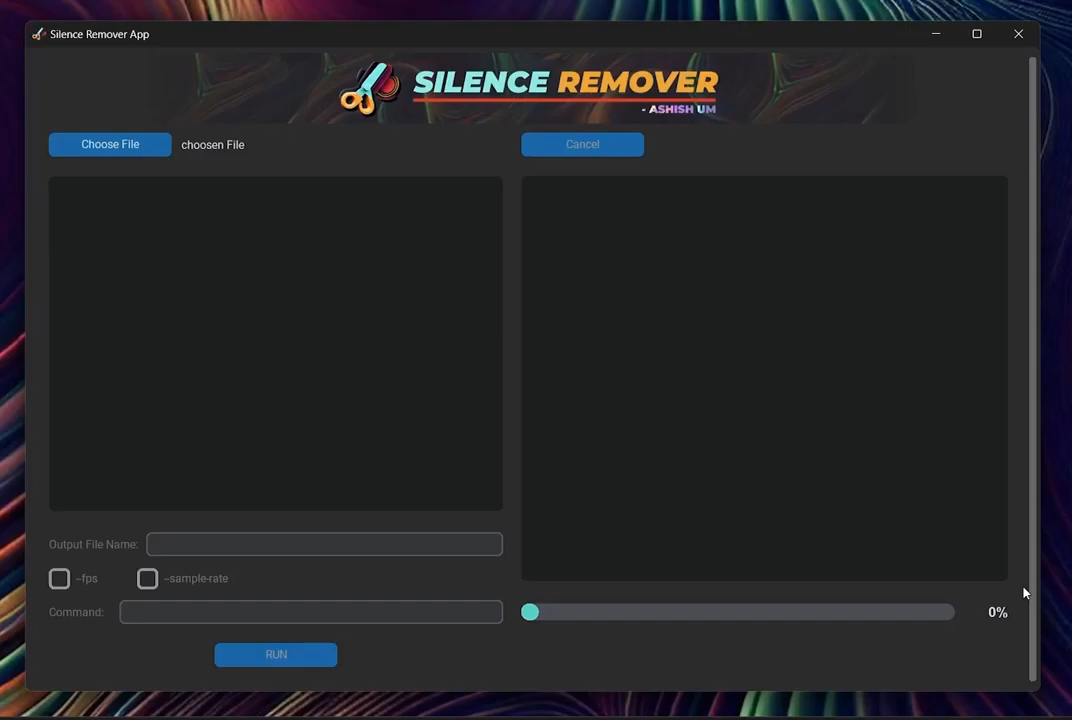 Silence Remover App
SILENCE REMOVER
- ASHISH UM
Choose File
choosen File
Cancel
Output File Name:
--fps
--sample-rate
Command:
0%
RUN